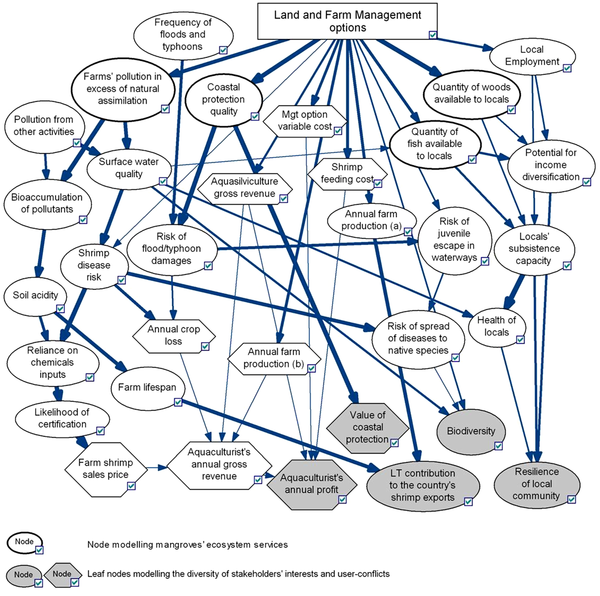 Frequency of
floods and
typhoons
Land and Farm Management
options
Local
Employment
Farms' pollution in
excess of natural
assimilation
Coastal
protection
quality
Mgt option
variable cost
Quantity of woods
available to locals
Pollution from
other activities
Surface water
quality
Quantity of
fish available
to locals
Potential for
income
diversification
Aquasilviculture
gross revenue
Shrimp
feeding cost
Bioaccumulation
of pollutants
Annual farm
production (a)
Risk of
juvenile
escape in
waterways
Risk of
flood/typhoon
damages
Locals'
subsistence
capacity
Shrimp
disease
risk
Soil acidity
Annual crop
loss
Risk of spread
of diseases to
native species
Health of
locals
Reliance on
chemicals
inputs
Annual farm
production (b)
Farm lifespan
Likelihood of
certification
Value of
coastal
protection
Biodiversity
Farm shrimp
sales price
Aquaculturist's
annual gross
revenue
Aquaculturist's
annual profit
LT contribution
to the country's
shrimp exports
Resilience
of local
community
Node
Node modelling mangroves' ecosystem services
Node
Node
Leaf nodes modelling the diversity of stakeholders' interests and user-conflicts